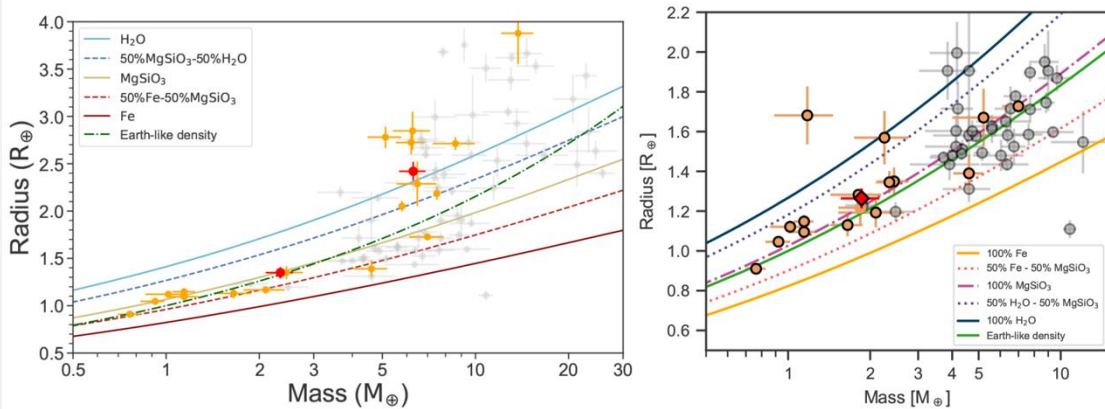 4.0
3.5
3.0
2.5
2.0
1.5
1.0
0.5
Radius (R⊕)
H₂O
50%MgSiO₃-50%H₂O
MgSiO₃
50%Fe-50%MgSiO₃
Fe
Earth-like density
0.5 1 2 3 4 5 10 20 30
Mass (M⊕)
2.2
2.0
1.8
1.6
1.4
1.2
1.0
0.8
0.6
Radius [R⊕]
100% Fe
50% Fe - 50% MgSiO₃
100% MgSiO₃
50% H₂O - 50% MgSiO₃
100% H₂O
Earth-like density
1 2 3 4 5 10
Mass [M⊕]